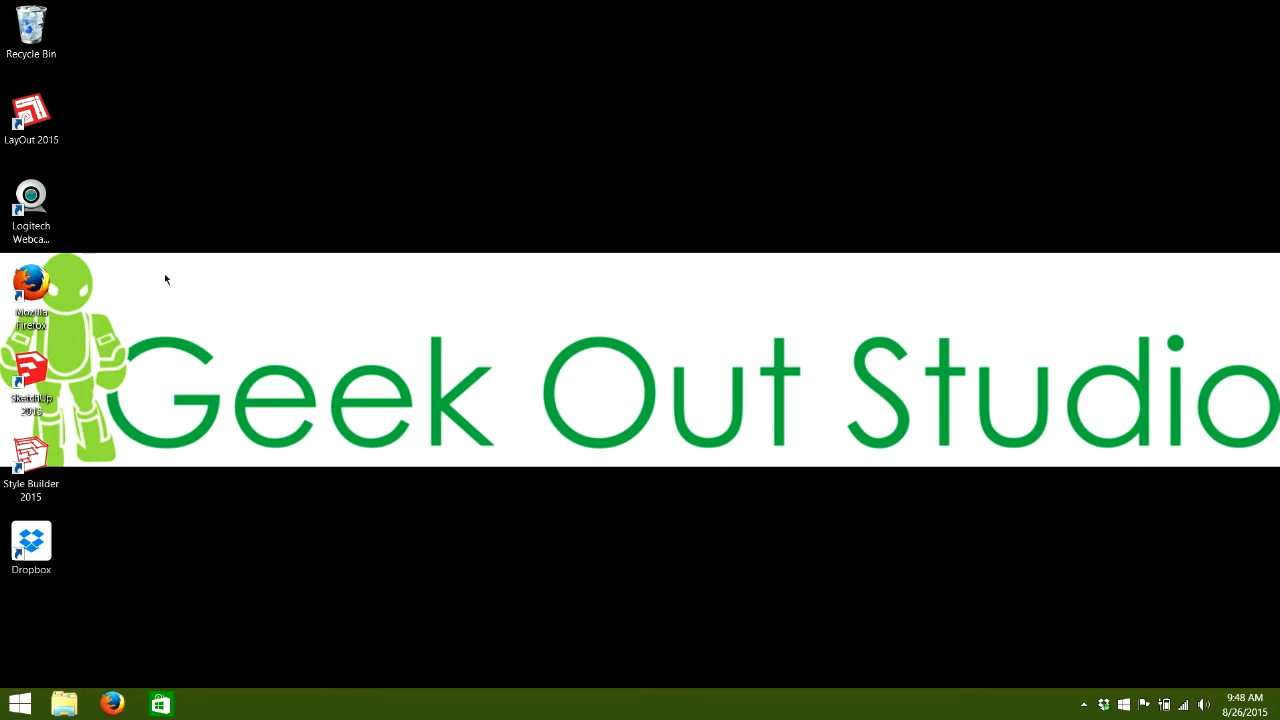 Recycle Bin
LayOut 2015
Logitech
Webca...
Mozilla
Firefox
SketchUp
2015
Style Builder
2015
Dropbox
Geek Out Studio
9:48 AM
8/26/2015